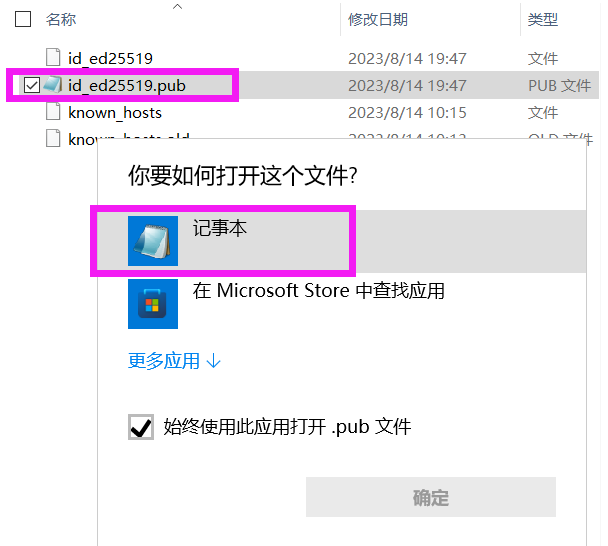 名称 修改日期 类型
id_ed25519 2023/8/14 19:47 文件
id_ed25519.pub 2023/8/14 19:47 PUB 文件
known_hosts 2023/8/14 10:15 文件
known_hosts.old 2023/8/14 10:13 OLD 文件
你要如何打开这个文件?
记事本
在 Microsoft Store 中查找应用
更多应用 ↓
始终使用此应用打开 .pub 文件
确定